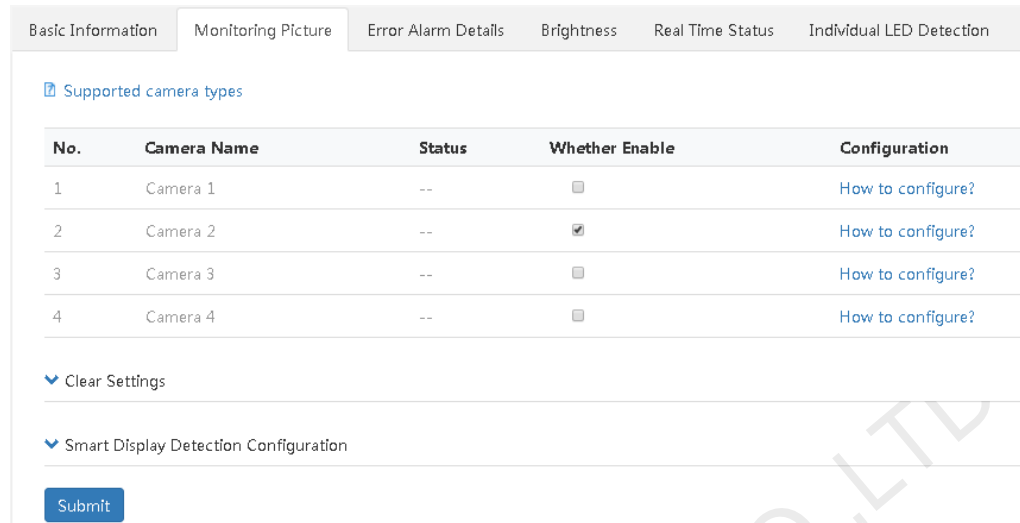 Basic Information Monitoring Picture Error Alarm Details Brightness Real Time Status Individual LED Detection
Supported camera types
No. Camera Name Status Whether Enable Configuration
1 Camera 1 -- How to configure?
2 Camera 2 -- How to configure?
3 Camera 3 -- How to configure?
4 Camera 4 -- How to configure?
Clear Settings
Smart Display Detection Configuration
Submit
.,LTD